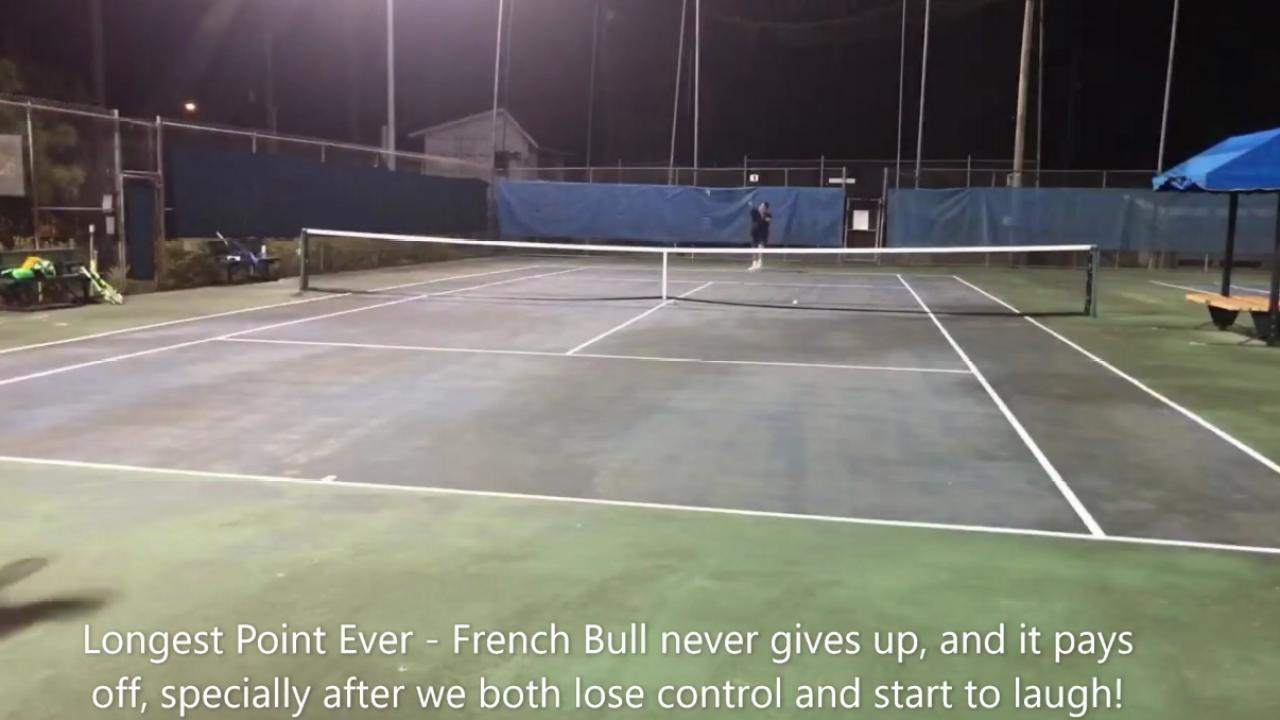 Longest Point Ever - French Bull never gives up, and it pays
off, specially after we both lose control and start to laugh!